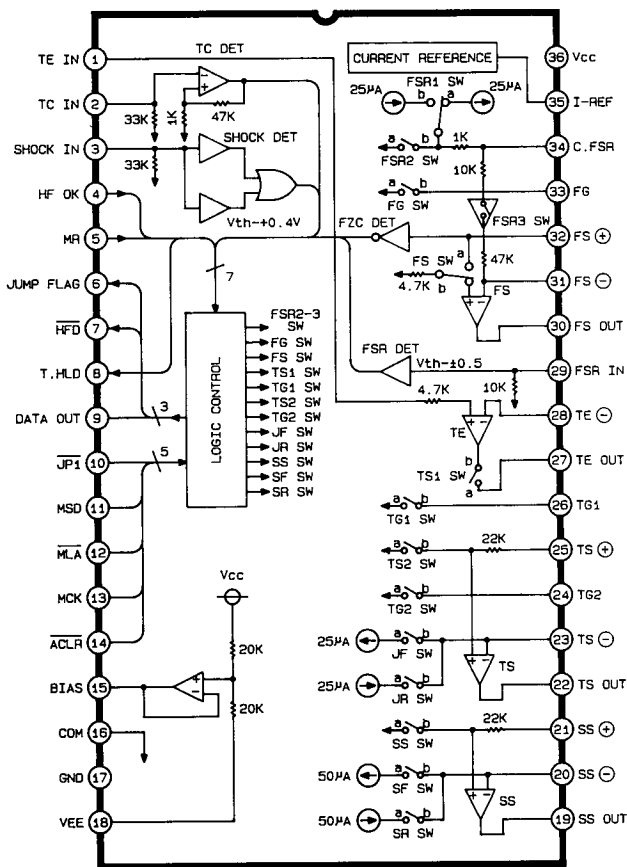 TE IN 1
TC IN 2
SHOCK IN 3
HF OK 4
MR 5
JUMP FLAG 6
HFD 7
T.HLD 8
DATA OUT 9
JP1 10
MSD 11
MLA 12
MCK 13
ACLR 14
BIAS 15
COM 16
GND 17
VEE 18
TC DET
33K
1K
47K
SHOCK DET
33K
Vth-+0.4V
7
3
5
LOGIC CONTROL
FSR2-3
SW
FG SW
FS SW
TS1 SW
TG1 SW
TS2 SW
TG2 SW
JF SW
JR SW
SS SW
SF SW
SR SW
Vcc
20K
20K
CURRENT REFERENCE
FSR1 SW
25µA b a 25µA
a b 1K
FSR2 SW
10K
a b
FG SW
FSR3 SW
FZC DET
a
FS SW
47K
4.7K b FS
FSR DET
Vth-±0.5
4.7K 10K
TE
b
TS1 SW
a
a b
TG1 SW
a b 22K
TS2 SW
a b
TG2 SW
25µA a b
JF SW
TS
25µA a b
JR SW
a b 22K
SS SW
50µA a b
SF SW
SS
50µA a b
SR SW
36 Vcc
35 I-REF
34 C.FSR
33 FG
32 FS +
31 FS -
30 FS OUT
29 FSR IN
28 TE -
27 TE OUT
26 TG1
25 TS +
24 TG2
23 TS -
22 TS OUT
21 SS +
20 SS -
19 SS OUT